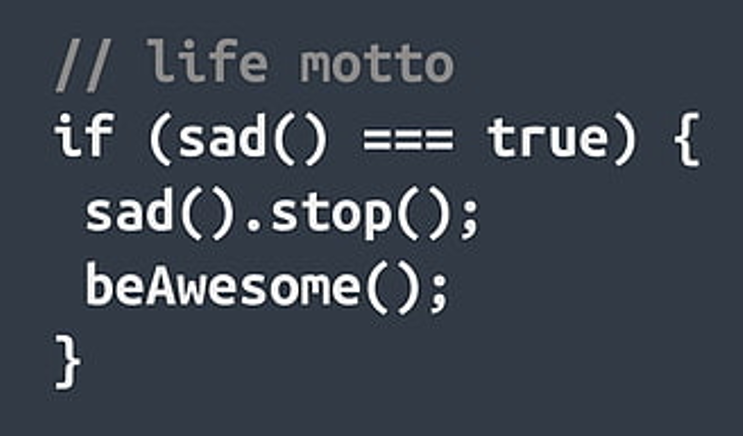 // life motto
if (sad() === true) {
 sad().stop();
 beAwesome();
}